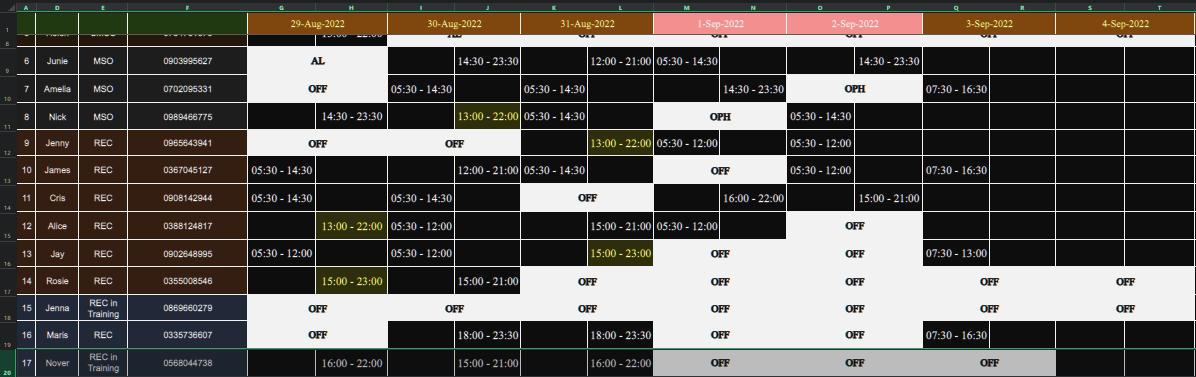 A D E F G H I J K L M N O P Q R S T
1 29-Aug-2022 30-Aug-2022 31-Aug-2022 1-Sep-2022 2-Sep-2022 3-Sep-2022 4-Sep-2022
8
9 6 Junie MSO 0903995627 AL 14:30 - 23:30 12:00 - 21:00 05:30 - 14:30 14:30 - 23:30
10 7 Amelia MSO 0702095331 OFF 05:30 - 14:30 05:30 - 14:30 14:30 - 23:30 OPH 07:30 - 16:30
11 8 Nick MSO 0989466775 14:30 - 23:30 13:00 - 22:00 05:30 - 14:30 OPH 05:30 - 14:30
12 9 Jenny REC 0965643941 OFF OFF 13:00 - 22:00 05:30 - 12:00 05:30 - 12:00
13 10 James REC 0367045127 05:30 - 14:30 12:00 - 21:00 05:30 - 14:30 OFF 05:30 - 12:00 07:30 - 16:30
14 11 Cris REC 0908142944 05:30 - 14:30 05:30 - 14:30 OFF 16:00 - 22:00 15:00 - 21:00
15 12 Alice REC 0388124817 13:00 - 22:00 05:30 - 12:00 15:00 - 21:00 05:30 - 12:00 OFF
16 13 Jay REC 0902648995 05:30 - 12:00 05:30 - 12:00 15:00 - 23:00 OFF OFF 07:30 - 13:00
17 14 Rosie REC 0355008546 15:00 - 23:00 15:00 - 21:00 OFF OFF OFF OFF OFF
18 15 Jenna REC in Training 0869660279 OFF OFF OFF OFF OFF OFF OFF
19 16 Maris REC 0335736607 OFF 18:00 - 23:30 18:00 - 23:30 OFF OFF 07:30 - 16:30
20 17 Nover REC in Training 0568044738 16:00 - 22:00 15:00 - 21:00 16:00 - 22:00 OFF OFF OFF